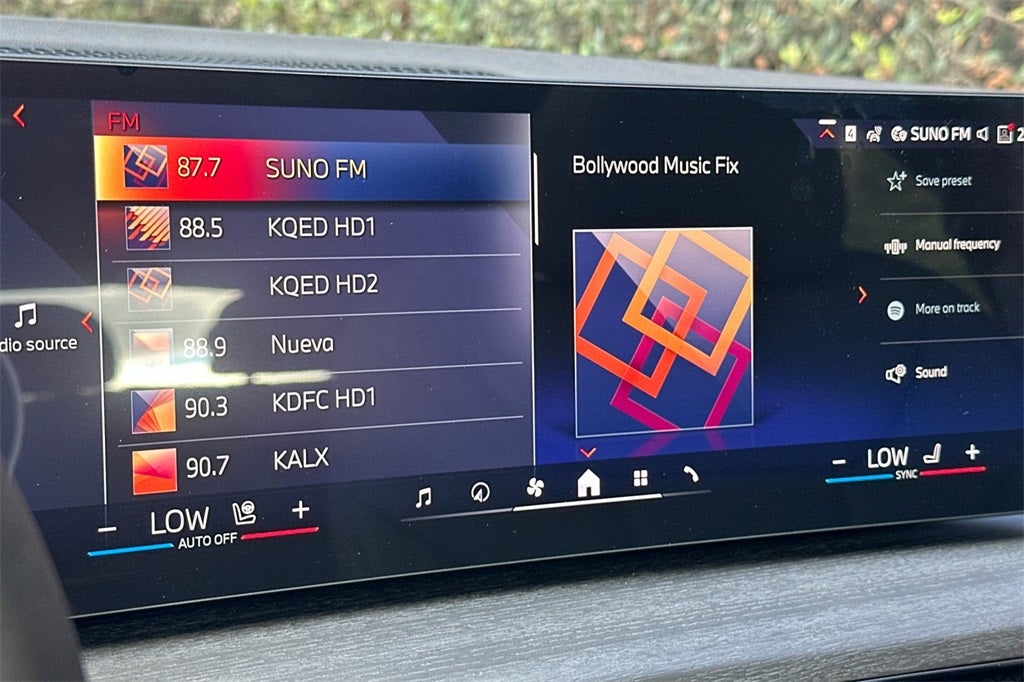 FM
87.7 SUNO FM
88.5 KQED HD1
KQED HD2
88.9 Nueva
90.3 KDFC HD1
90.7 KALX
dio source
Bollywood Music Fix
4 SUNO FM 2
Save preset
Manual frequency
More on track
Sound
- LOW +
AUTO OFF
- LOW +
SYNC